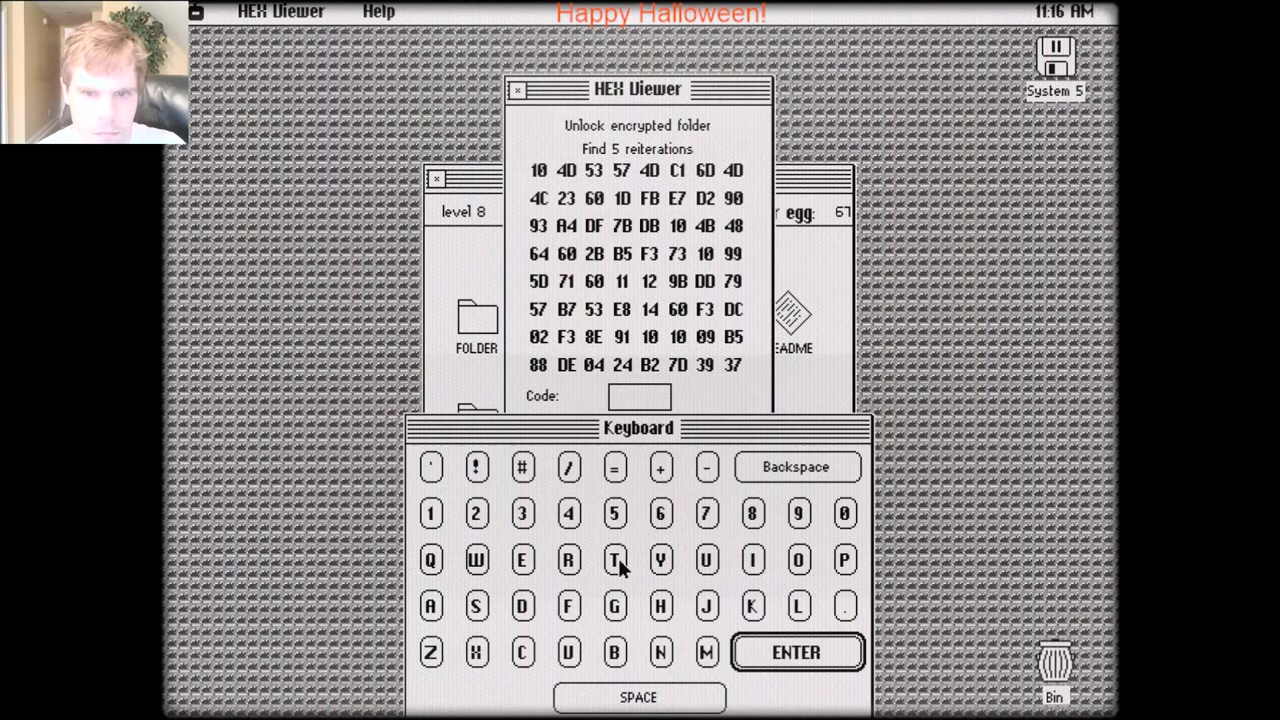 HEX Viewer Help Happy Halloween! 11:16 AM
System 5
HEX Viewer
Unlock encrypted folder
Find 5 reiterations
10 4D 53 57 4D C1 6D 4D
4C 23 60 1D FB E7 D2 90
93 A4 DF 7B DB 10 4B 48
64 60 2B B5 F3 73 10 99
5D 71 60 11 12 9B DD 79
57 B7 53 E8 14 60 F3 DC
02 F3 8E 91 10 10 09 B5
88 DE 04 24 B2 7D 39 37
Code:
level 8
r egg: 67
FOLDER
EADME
Keyboard
' ! # / = + - Backspace
1 2 3 4 5 6 7 8 9 0
Q W E R T Y U I O P
A S D F G H J K L .
Z X C U B N M ENTER
SPACE
Bin